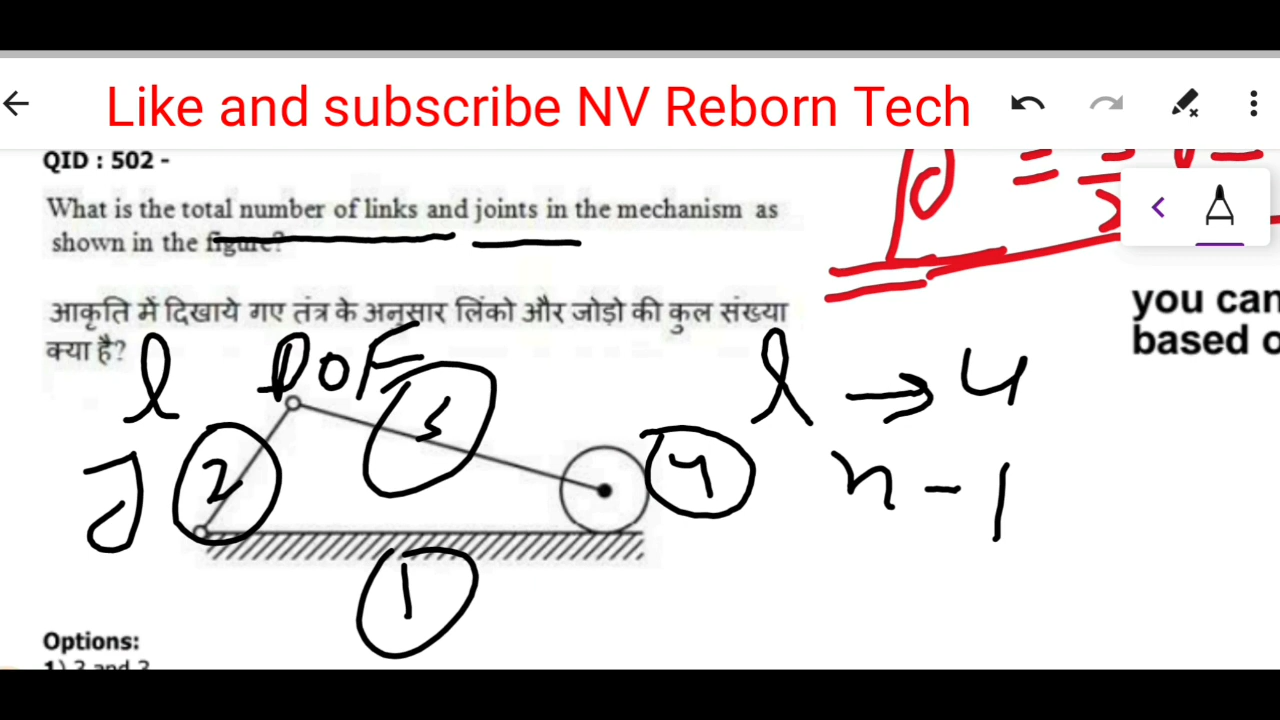 Like and subscribe NV Reborn Tech
QID : 502 -
What is the total number of links and joints in the mechanism as
shown in the figure?
you can
based o
आकृति में दिखाये गए तंत्र के अनुसार लिंको और जोड़ो की कुल संख्या
क्या है?
l DOF l → 4
j 2 3 4 n - 1
1
Options: